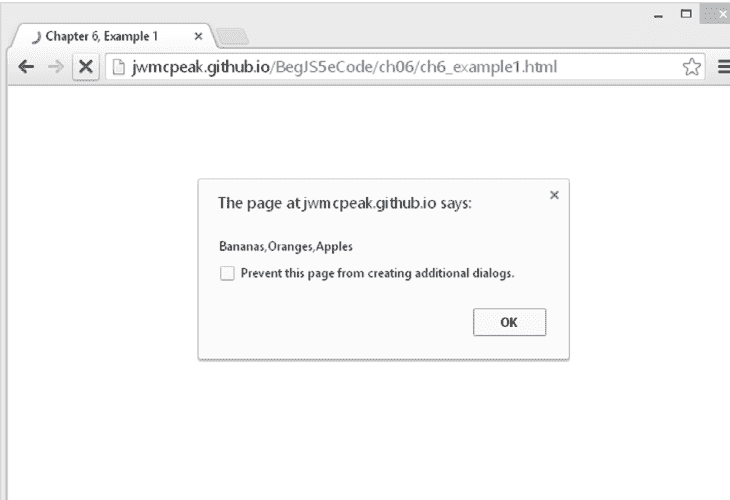 Chapter 6, Example 1
jwmcpeak.github.io/BegJS5eCode/ch06/ch6_example1.html
The page at jwmcpeak.github.io says:
Bananas,Oranges,Apples
Prevent this page from creating additional dialogs.
OK